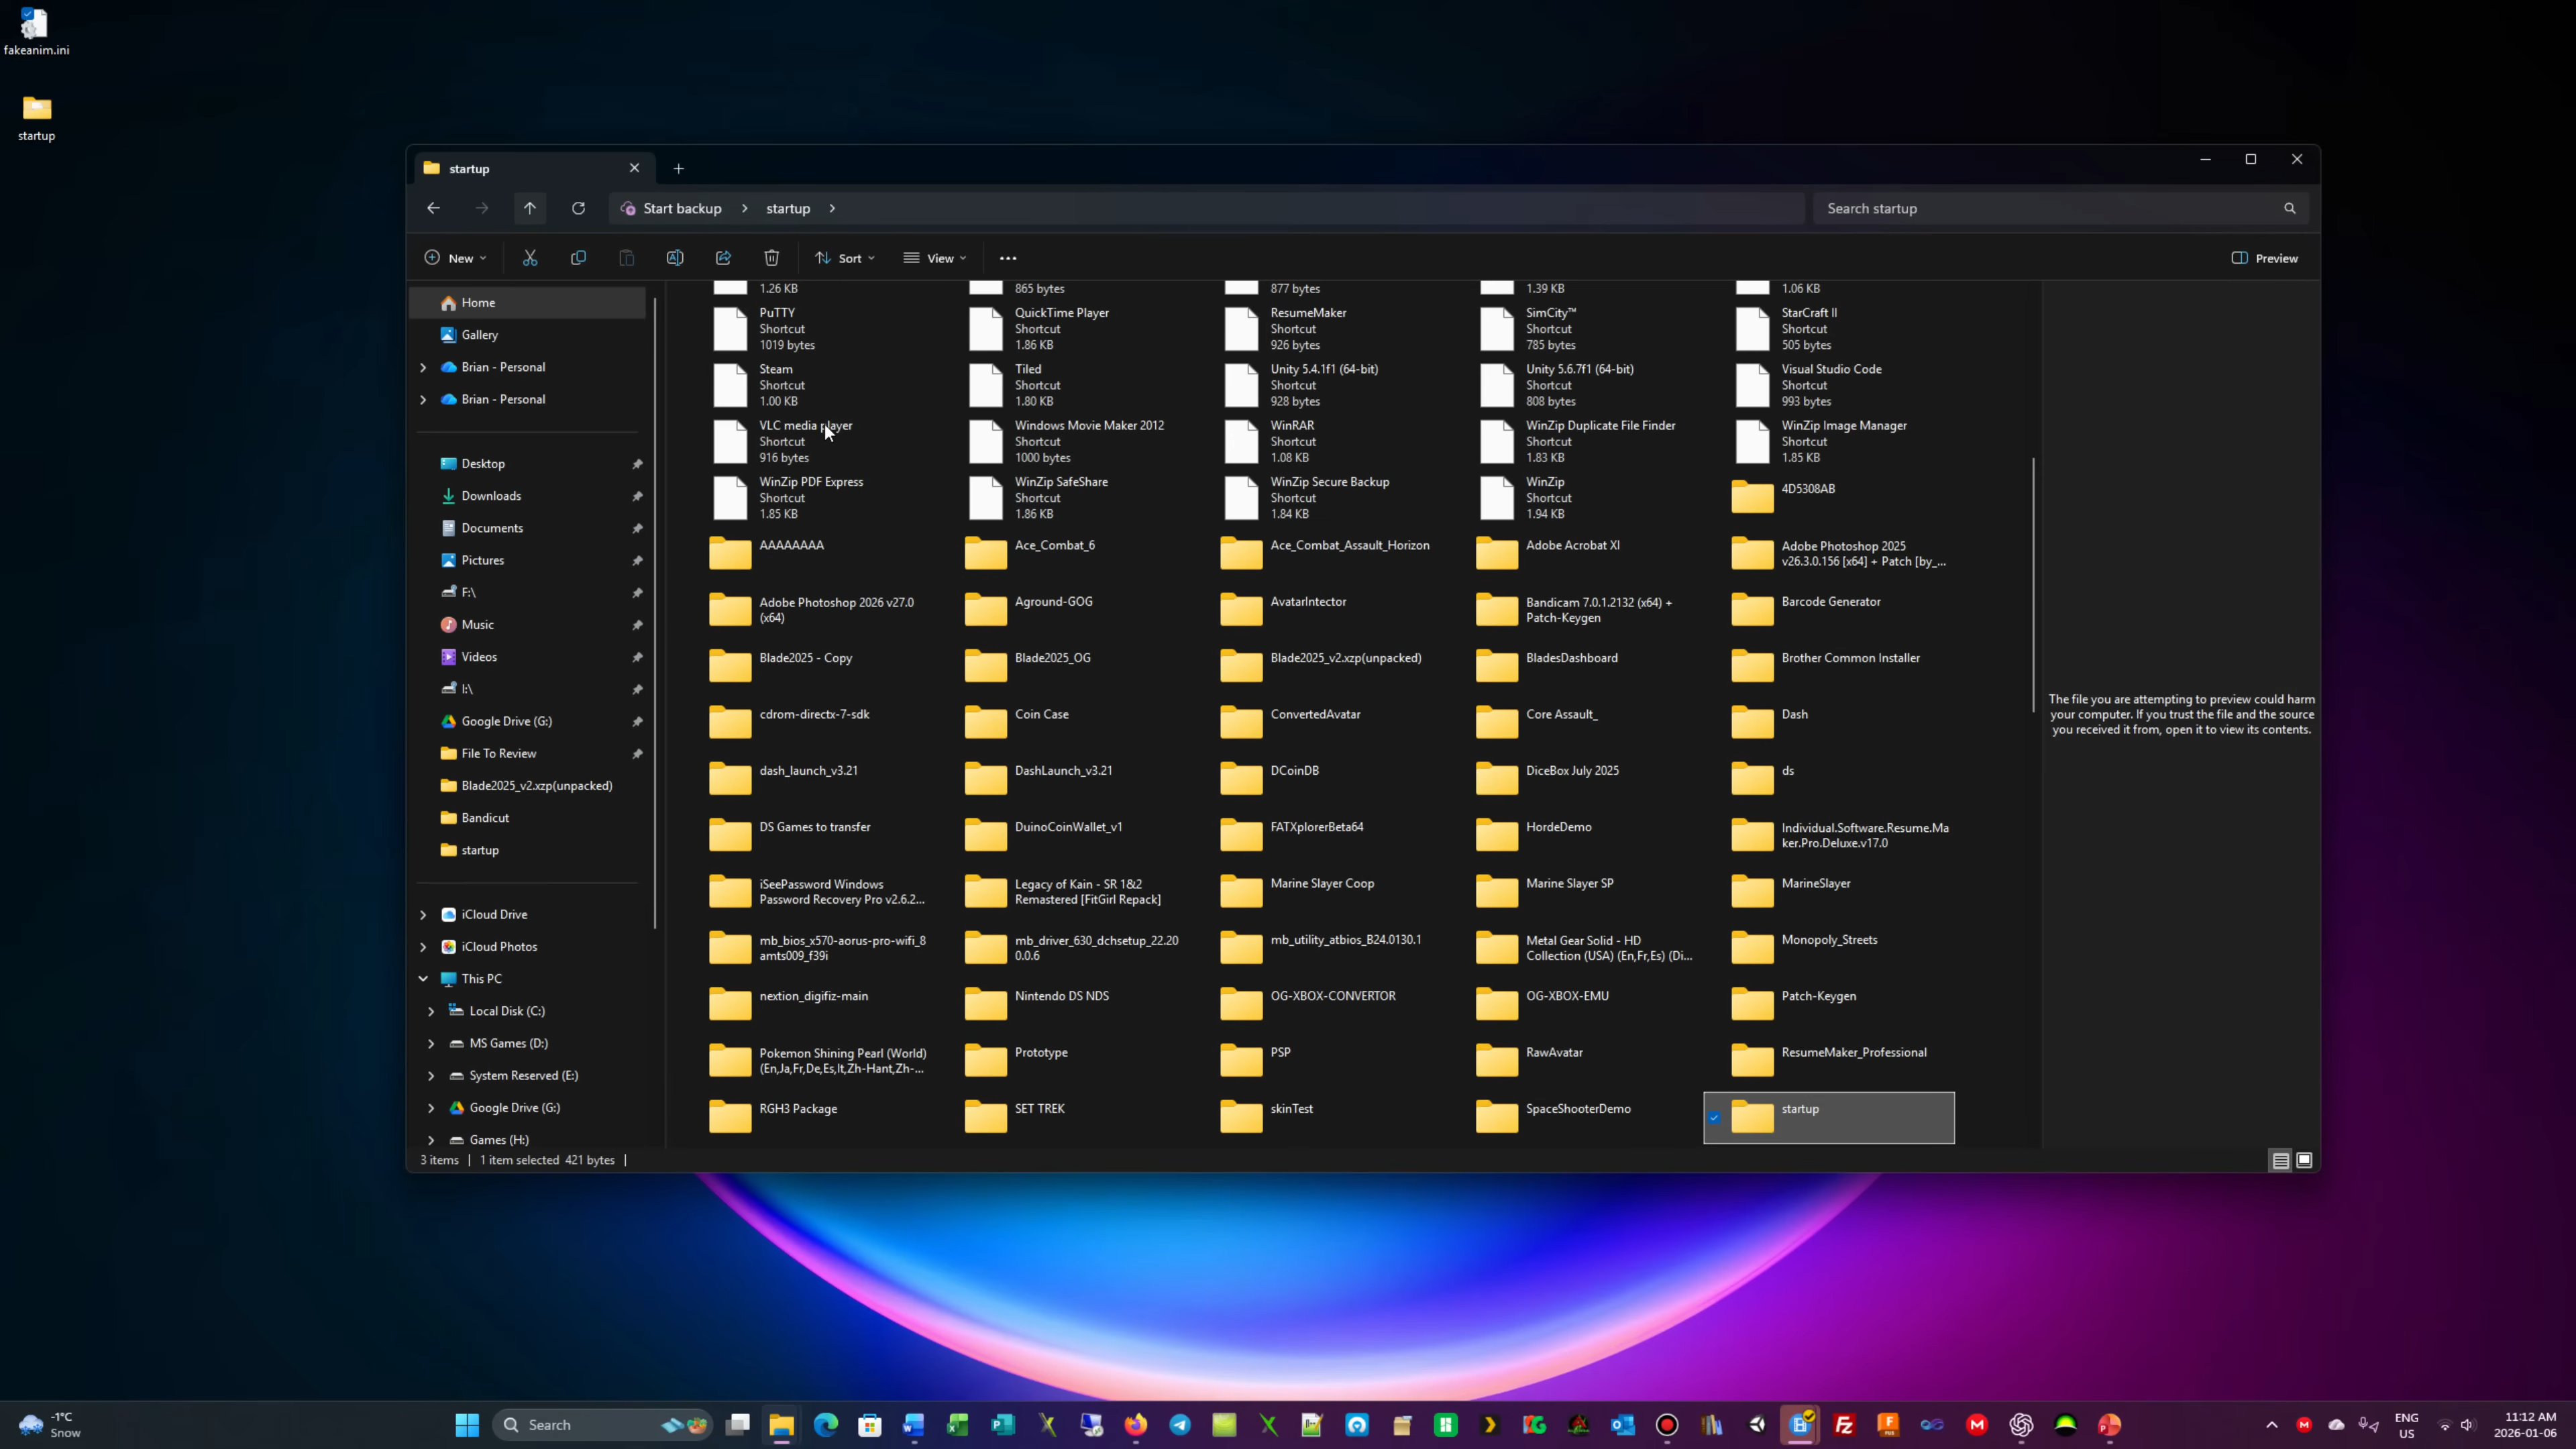 fakeanim.ini
startup
startup
Start backup
startup
Search startup
New
Sort
View
Preview
Home
Gallery
Brian - Personal
Brian - Personal
Desktop
Downloads
Documents
Pictures
F:\
Music
Videos
I:\
Google Drive (G:)
File To Review
Blade2025_v2.xzp(unpacked)
Bandicut
startup
iCloud Drive
iCloud Photos
This PC
Local Disk (C:)
MS Games (D:)
System Reserved (E:)
Google Drive (G:)
Games (H:)
1.26 KB
865 bytes
877 bytes
1.39 KB
1.06 KB
PuTTY
Shortcut
1019 bytes
QuickTime Player
Shortcut
1.86 KB
ResumeMaker
Shortcut
926 bytes
SimCity™
Shortcut
785 bytes
StarCraft II
Shortcut
505 bytes
Steam
Shortcut
1.00 KB
Tiled
Shortcut
1.80 KB
Unity 5.4.1f1 (64-bit)
Shortcut
928 bytes
Unity 5.6.7f1 (64-bit)
Shortcut
808 bytes
Visual Studio Code
Shortcut
993 bytes
VLC media player
Shortcut
916 bytes
Windows Movie Maker 2012
Shortcut
1000 bytes
WinRAR
Shortcut
1.08 KB
WinZip Duplicate File Finder
Shortcut
1.83 KB
WinZip Image Manager
Shortcut
1.85 KB
WinZip PDF Express
Shortcut
1.85 KB
WinZip SafeShare
Shortcut
1.86 KB
WinZip Secure Backup
Shortcut
1.84 KB
WinZip
Shortcut
1.94 KB
4D5308AB
AAAAAAAA
Ace_Combat_6
Ace_Combat_Assault_Horizon
Adobe Acrobat XI
Adobe Photoshop 2025
v26.3.0.156 [x64] + Patch [by_...
Adobe Photoshop 2026 v27.0
(x64)
Aground-GOG
AvatarIntector
Bandicam 7.0.1.2132 (x64) +
Patch-Keygen
Barcode Generator
Blade2025 - Copy
Blade2025_OG
Blade2025_v2.xzp(unpacked)
BladesDashboard
Brother Common Installer
cdrom-directx-7-sdk
Coin Case
ConvertedAvatar
Core Assault_
Dash
dash_launch_v3.21
DashLaunch_v3.21
DCoinDB
DiceBox July 2025
ds
DS Games to transfer
DuinoCoinWallet_v1
FATXplorerBeta64
HordeDemo
Individual.Software.Resume.Ma
ker.Pro.Deluxe.v17.0
iSeePassword Windows
Password Recovery Pro v2.6.2...
Legacy of Kain - SR 1&2
Remastered [FitGirl Repack]
Marine Slayer Coop
Marine Slayer SP
MarineSlayer
mb_bios_x570-aorus-pro-wifi_8
amts009_f39i
mb_driver_630_dchsetup_22.20
0.0.6
mb_utility_atbios_B24.0130.1
Metal Gear Solid - HD
Collection (USA) (En,Fr,Es) (Di...
Monopoly_Streets
nextion_digifiz-main
Nintendo DS NDS
OG-XBOX-CONVERTOR
OG-XBOX-EMU
Patch-Keygen
Pokemon Shining Pearl (World)
(En,Ja,Fr,De,Es,It,Zh-Hant,Zh-...
Prototype
PSP
RawAvatar
ResumeMaker_Professional
RGH3 Package
SET TREK
skinTest
SpaceShooterDemo
startup
The file you are attempting to preview could harm
your computer. If you trust the file and the source
you received it from, open it to view its contents.
3 items
1 item selected 421 bytes
-1°C
Snow
Search
ENG
US
11:12 AM
2026-01-06